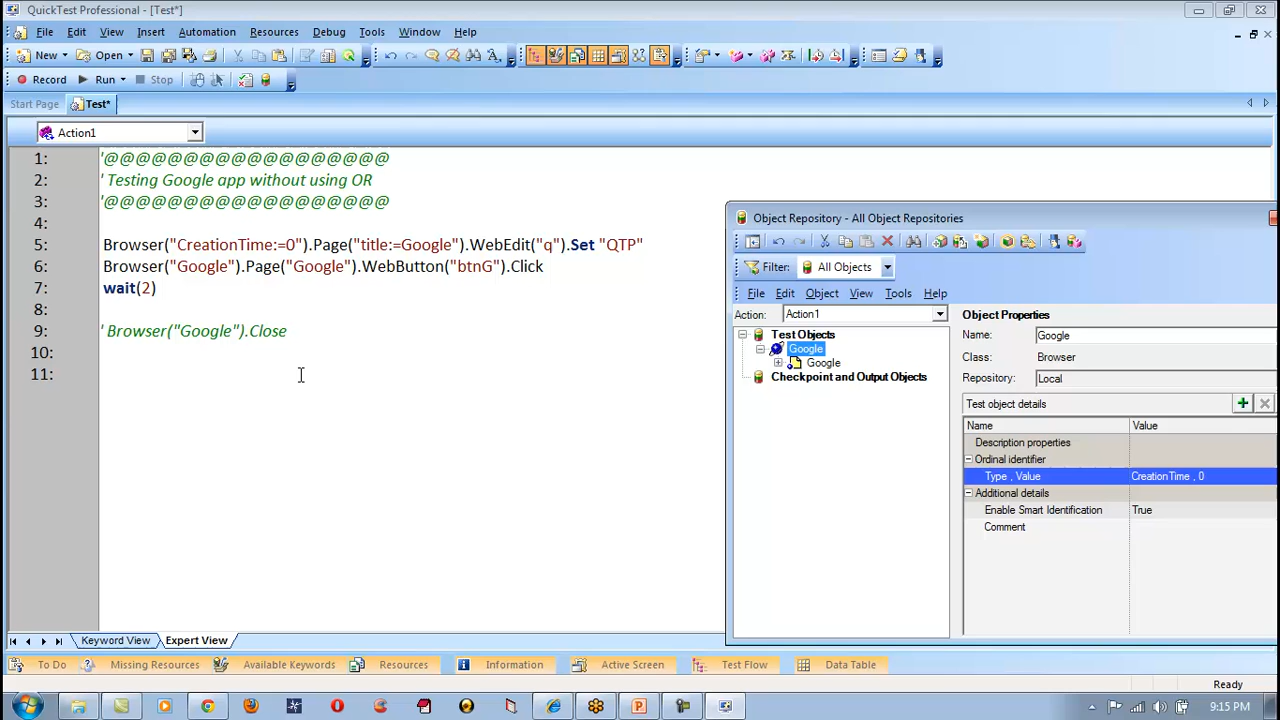 QuickTest Professional - [Test*]
File Edit View Insert Automation Resources Debug Tools Window Help
New Open
Record Run Stop
Start Page Test*
Action1
1: '@@@@@@@@@@@@@@@@@@
2: ' Testing Google app without using OR
3: '@@@@@@@@@@@@@@@@@@
4:
5: Browser("CreationTime:=0").Page("title:=Google").WebEdit("q").Set "QTP"
6: Browser("Google").Page("Google").WebButton("btnG").Click
7: wait(2)
8:
9: ' Browser("Google").Close
10:
11:
Object Repository - All Object Repositories
Filter: All Objects
File Edit Object View Tools Help
Action: Action1
Test Objects
Google
Google
Checkpoint and Output Objects
Object Properties
Name: Google
Class: Browser
Repository: Local
Test object details
Name Value
Description properties
Ordinal identifier
Type , Value CreationTime , 0
Additional details
Enable Smart Identification True
Comment
Keyword View Expert View
To Do Missing Resources Available Keywords Resources Information Active Screen Test Flow Data Table
Ready
9:15 PM